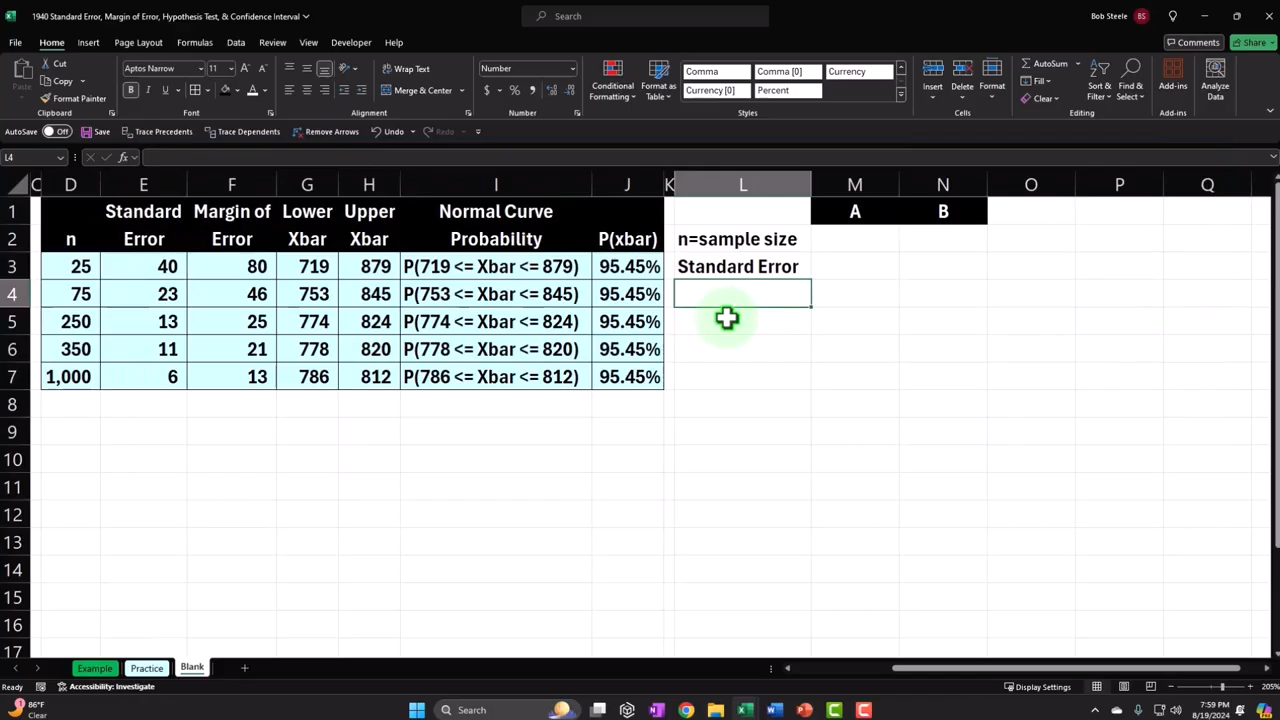 1940 Standard Error, Margin of Error, Hypothesis Test, & Confidence Interval
Search
Bob Steele BS
File Home Insert Page Layout Formulas Data Review View Developer Help
Comments Share
Paste Cut Copy Format Painter
Clipboard
Aptos Narrow 11
B I U
Font
Wrap Text
Merge & Center
Alignment
Number
Number
Conditional Formatting
Format as Table
Comma Comma [0] Currency
Currency [0] Percent
Styles
Insert Delete Format
Cells
AutoSum
Fill
Clear
Sort & Filter
Find & Select
Editing
Add-ins
Add-ins
Analyze Data
AutoSave Off Save Trace Precedents Trace Dependents Remove Arrows Undo Redo
L4 fx
C D E F G H I J K L M N O P Q
1 Standard Margin of Lower Upper Normal Curve A B
2 n Error Error Xbar Xbar Probability P(xbar) n=sample size
3 25 40 80 719 879 P(719 <= Xbar <= 879) 95.45% Standard Error
4 75 23 46 753 845 P(753 <= Xbar <= 845) 95.45%
5 250 13 25 774 824 P(774 <= Xbar <= 824) 95.45%
6 350 11 21 778 820 P(778 <= Xbar <= 820) 95.45%
7 1,000 6 13 786 812 P(786 <= Xbar <= 812) 95.45%
8
9
10
11
12
13
14
15
16
17
Example Practice Blank
Ready Accessibility: Investigate Display Settings 205%
86°F
Clear
Search
7:59 PM
8/19/2024